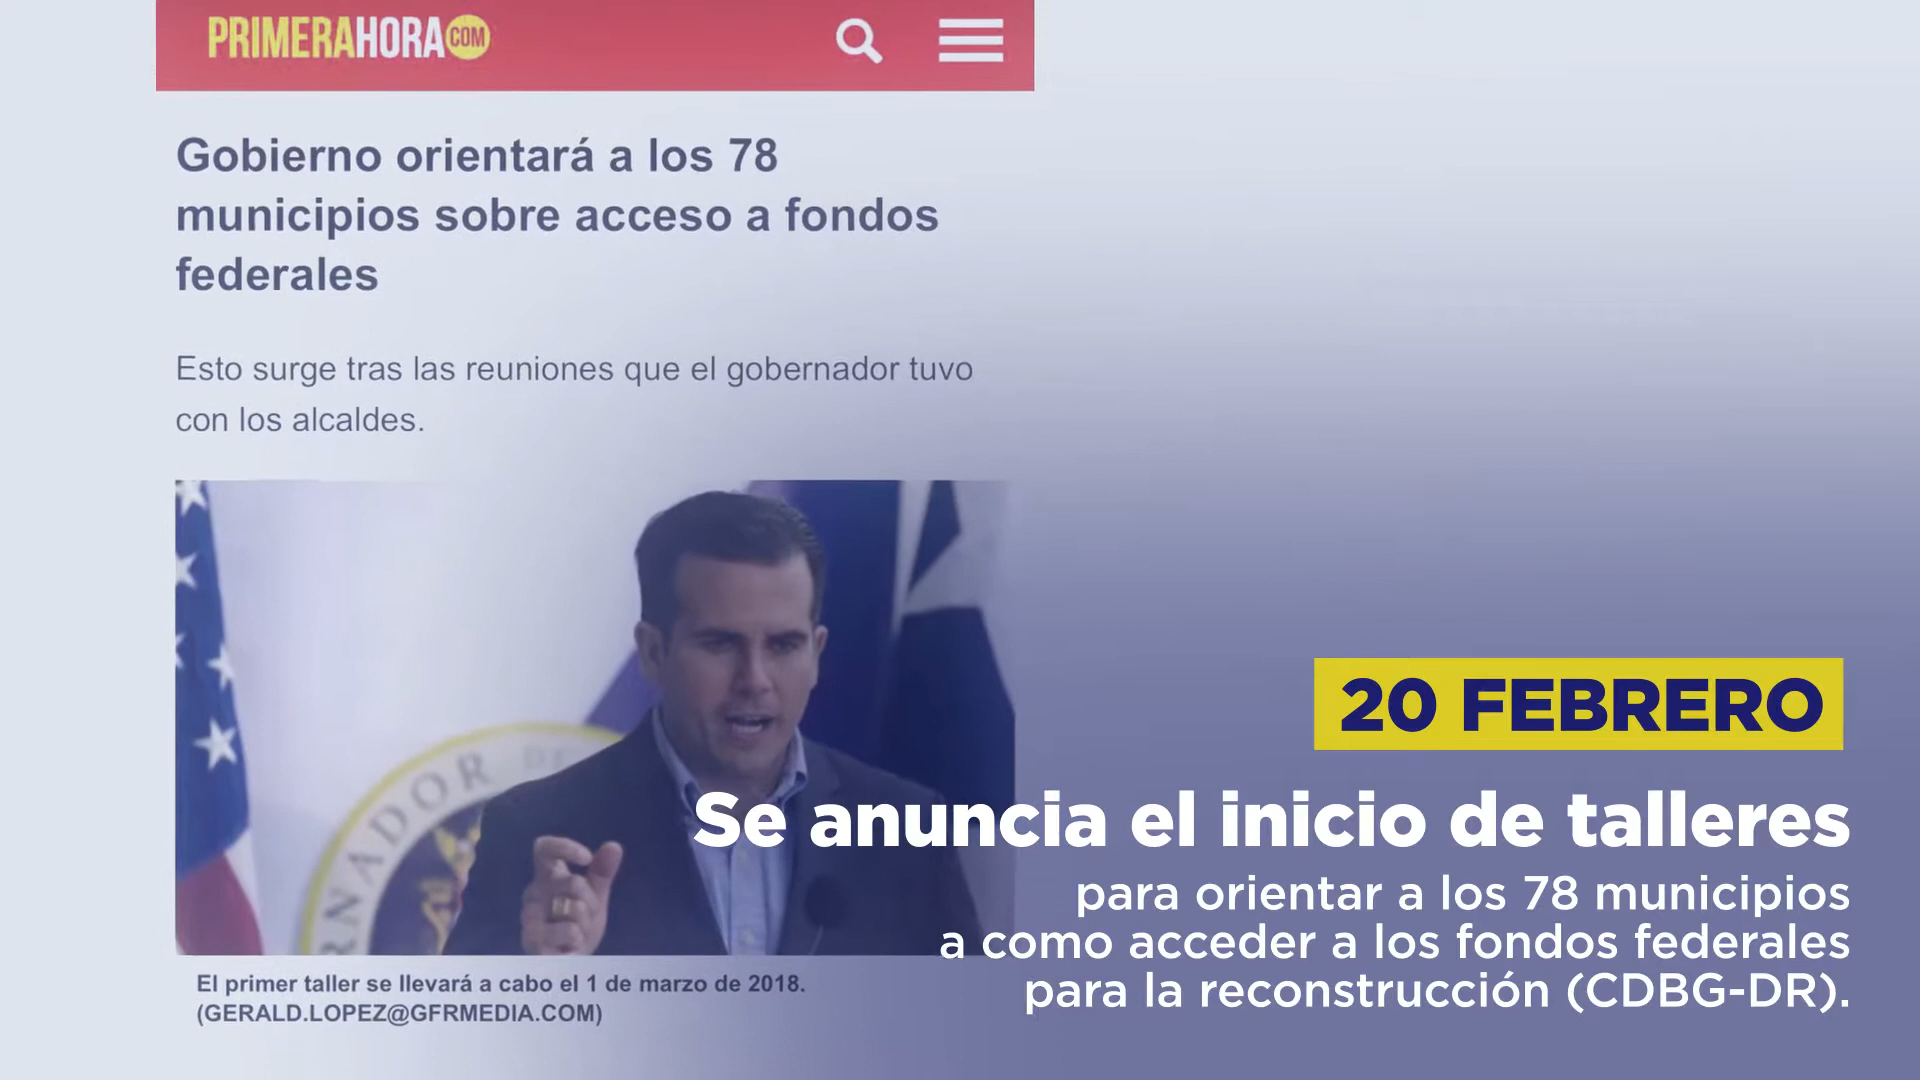 PRIMERAHORA.COM
Gobierno orientará a los 78
municipios sobre acceso a fondos
federales
Esto surge tras las reuniones que el gobernador tuvo
con los alcaldes.
RNADOR DE
El primer taller se llevará a cabo el 1 de marzo de 2018.
(GERALD.LOPEZ@GFRMEDIA.COM)
20 FEBRERO
Se anuncia el inicio de talleres
para orientar a los 78 municipios
a como acceder a los fondos federales
para la reconstrucción (CDBG-DR).